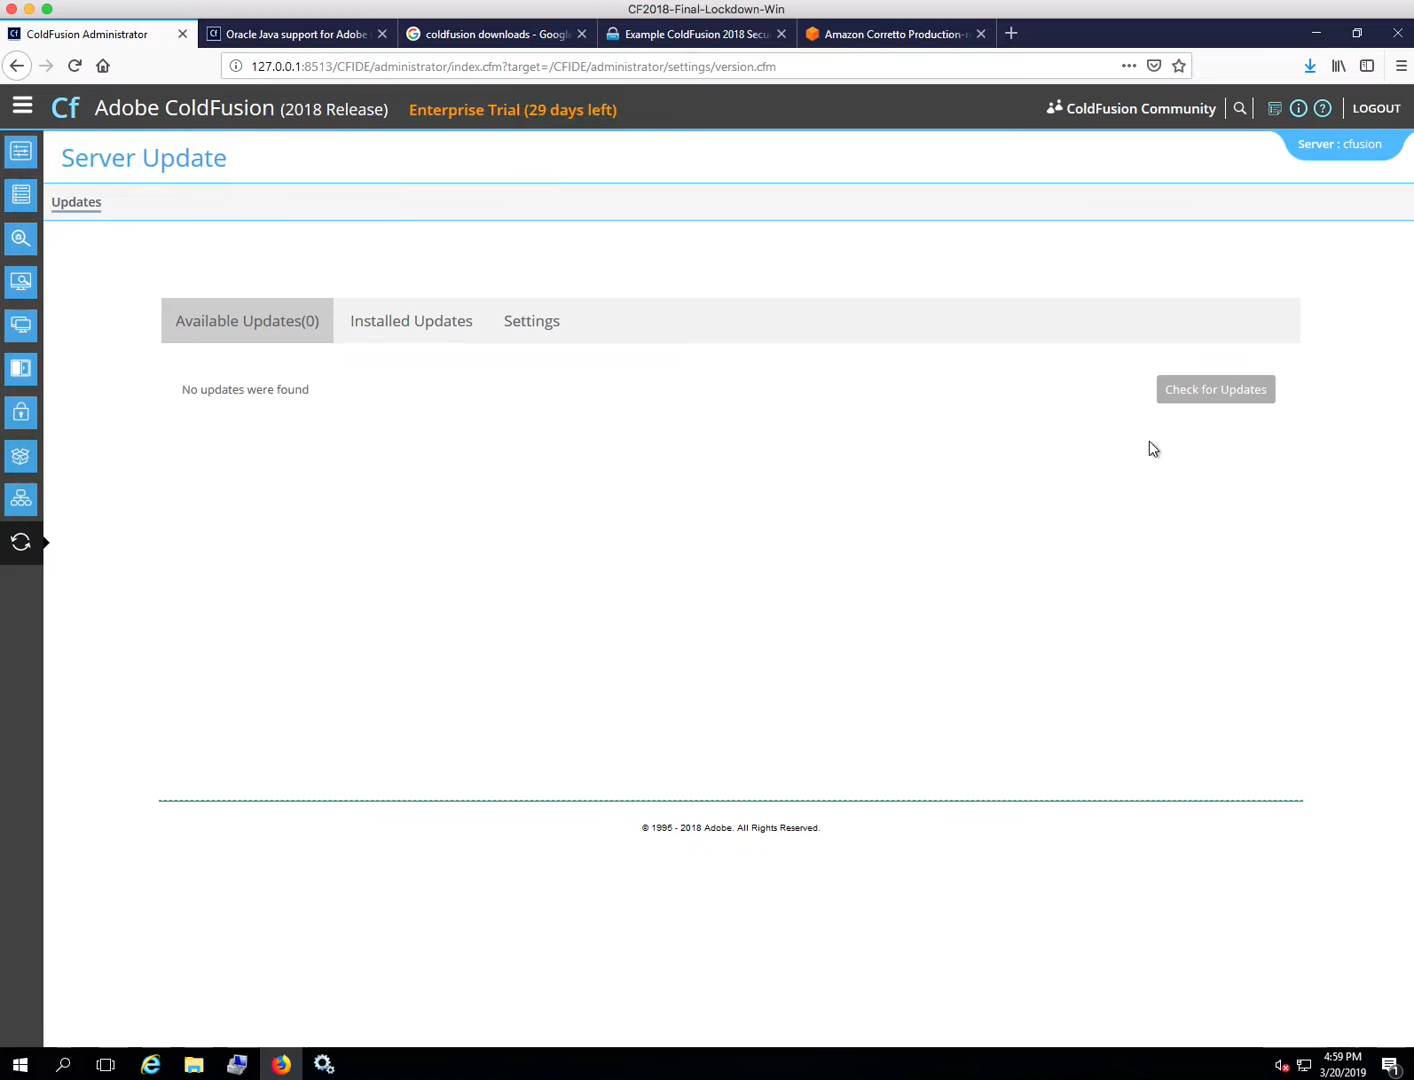 CF2018-Final-Lockdown-Win
Cf ColdFusion Administrator
Cf Oracle Java support for Adobe
G coldfusion downloads - Google
Example ColdFusion 2018 Secu
Amazon Corretto Production-r
127.0.0.1:8513/CFIDE/administrator/index.cfm?target=/CFIDE/administrator/settings/version.cfm
Cf Adobe ColdFusion (2018 Release) Enterprise Trial (29 days left)
ColdFusion Community
LOGOUT
Server Update
Server : cfusion
Updates
Available Updates(0) Installed Updates Settings
No updates were found
Check for Updates
© 1995 - 2018 Adobe. All Rights Reserved.
4:59 PM
3/20/2019
1